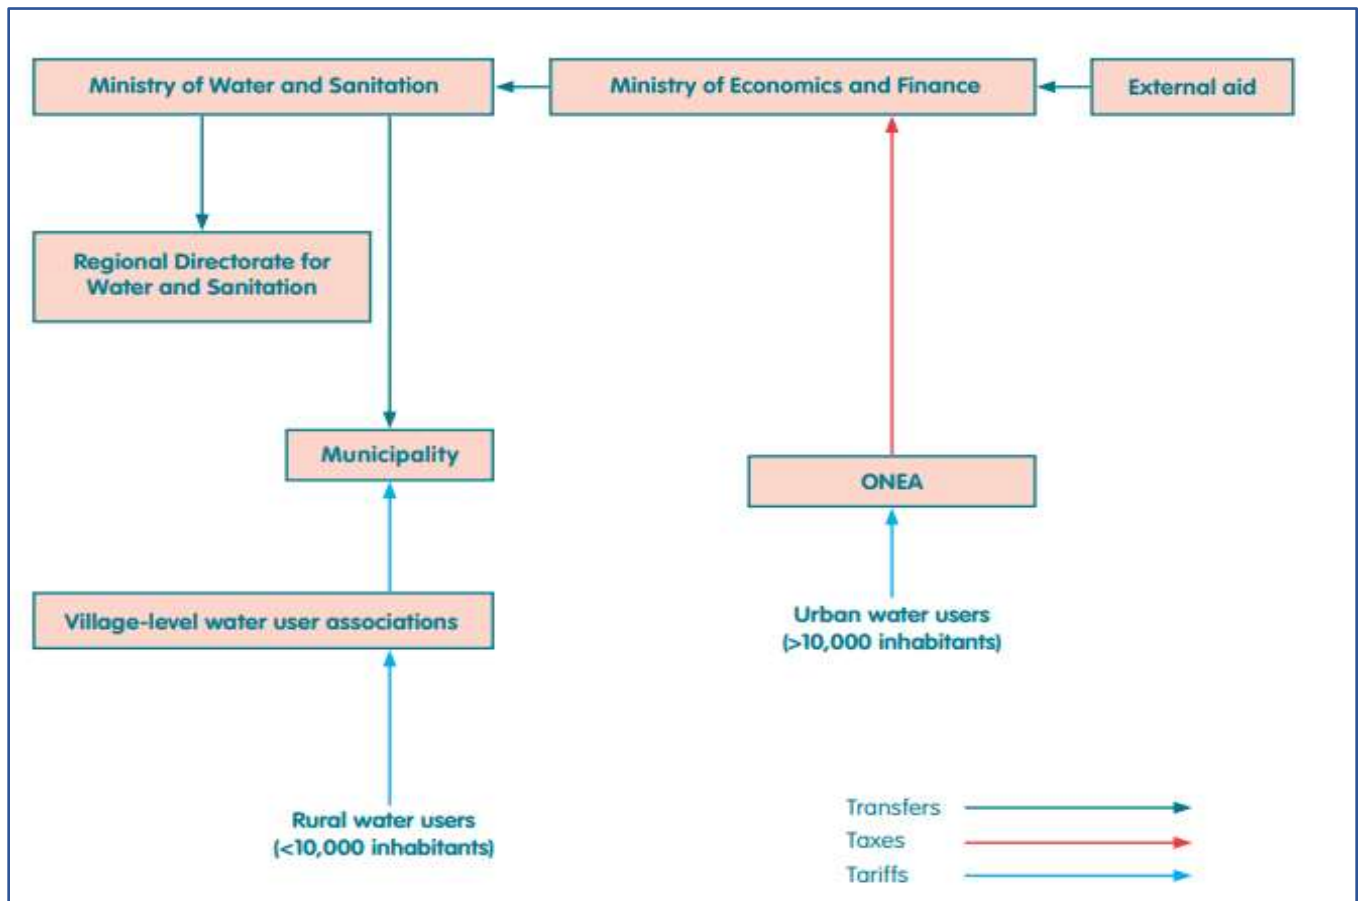 Ministry of Water and Sanitation
Ministry of Economics and Finance
External aid
Regional Directorate for
Water and Sanitation
Municipality
ONEA
Village-level water user associations
Urban water users
(>10,000 inhabitants)
Rural water users
(<10,000 inhabitants)
Transfers
Taxes
Tariffs